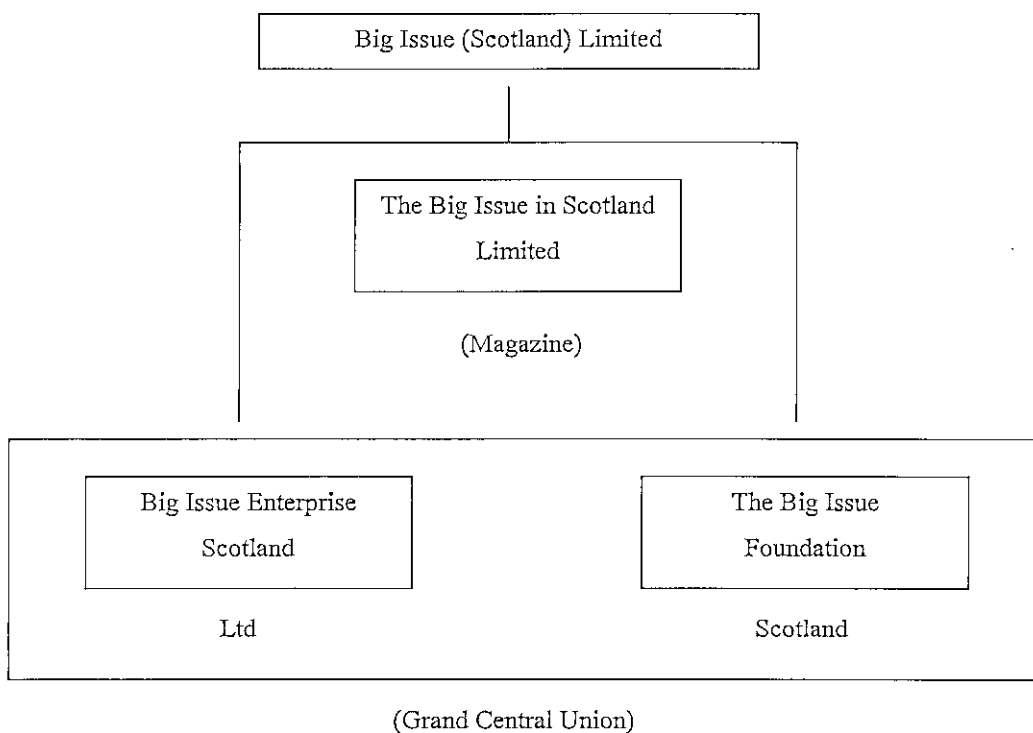 Big Issue (Scotland) Limited
The Big Issue in Scotland
Limited
(Magazine)
Big Issue Enterprise
Scotland
Ltd
The Big Issue
Foundation
Scotland
(Grand Central Union)